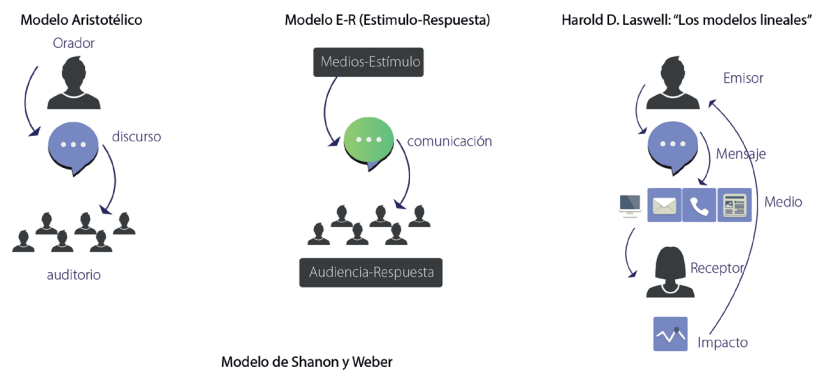 Modelo Aristotélico
Orador
discurso
auditorio
Modelo E-R (Estimulo-Respuesta)
Medios-Estímulo
comunicación
Audiencia-Respuesta
Harold D. Laswell: “Los modelos lineales”
Emisor
Mensaje
Medio
Receptor
Impacto
Modelo de Shanon y Weber